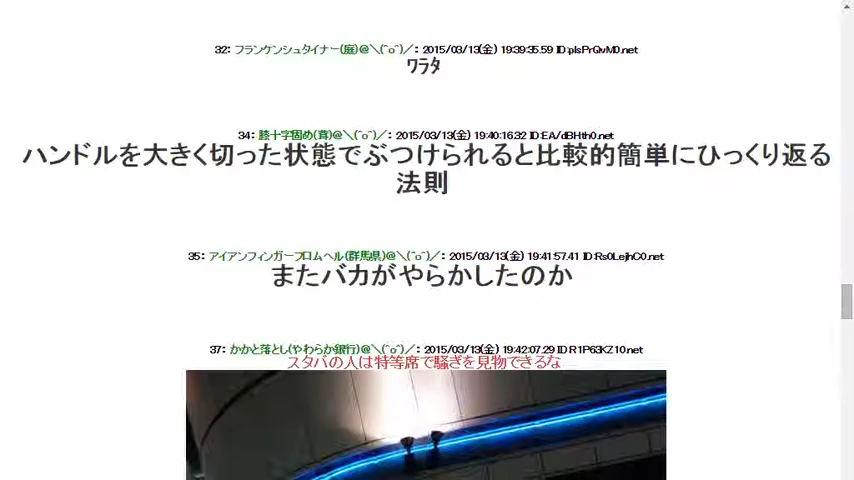 32: フランケンシュタイナー(庭)@＼(^o^)／: 2015/03/13(金) 19:39:35.59 ID:pIsPrGvM0.net
ﾜﾗﾀ
34: 膝十字固め(茸)@＼(^o^)／: 2015/03/13(金) 19:40:16.32 ID:EA/dBHth0.net
ハンドルを大きく切った状態でぶつけられると比較的簡単にひっくり返る
法則
35: アイアンフィンガーフロムヘル(群馬県)@＼(^o^)／: 2015/03/13(金) 19:41:57.41 ID:Rs0LejhC0.net
またバカがやらかしたのか
37: かかと落とし(やわらか銀行)@＼(^o^)／: 2015/03/13(金) 19:42:07.29 ID:R1P63KZ10.net
スタバの人は特等席で騒ぎを見物できるな